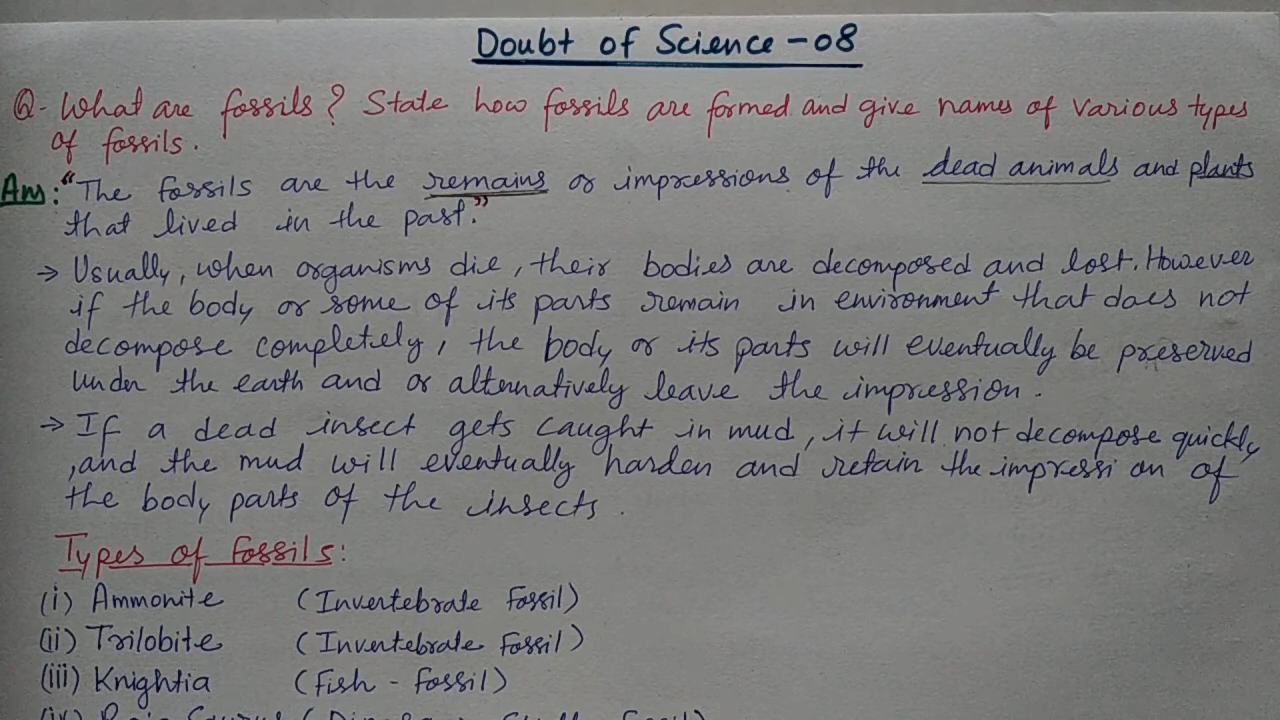 Doubt of Science - 08
Q- What are fossils? State how fossils are formed and give names of various types
of fossils.
Ans: "The fossils are the remains or impressions of the dead animals and plants
that lived in the past."
→ Usually, when organisms die, their bodies are decomposed and lost. However
if the body or some of its parts remain in environment that does not
decompose completely, the body or its parts will eventually be preserved
under the earth and or alternatively leave the impression.
→ If a dead insect gets caught in mud, it will not decompose quickly
, and the mud will eventually harden and retain the impression of
the body parts of the insects.
Types of fossils:
(i) Ammonite (Invertebrate Fossil)
(ii) Trilobite (Invertebrate Fossil)
(iii) Knightia (Fish - Fossil)